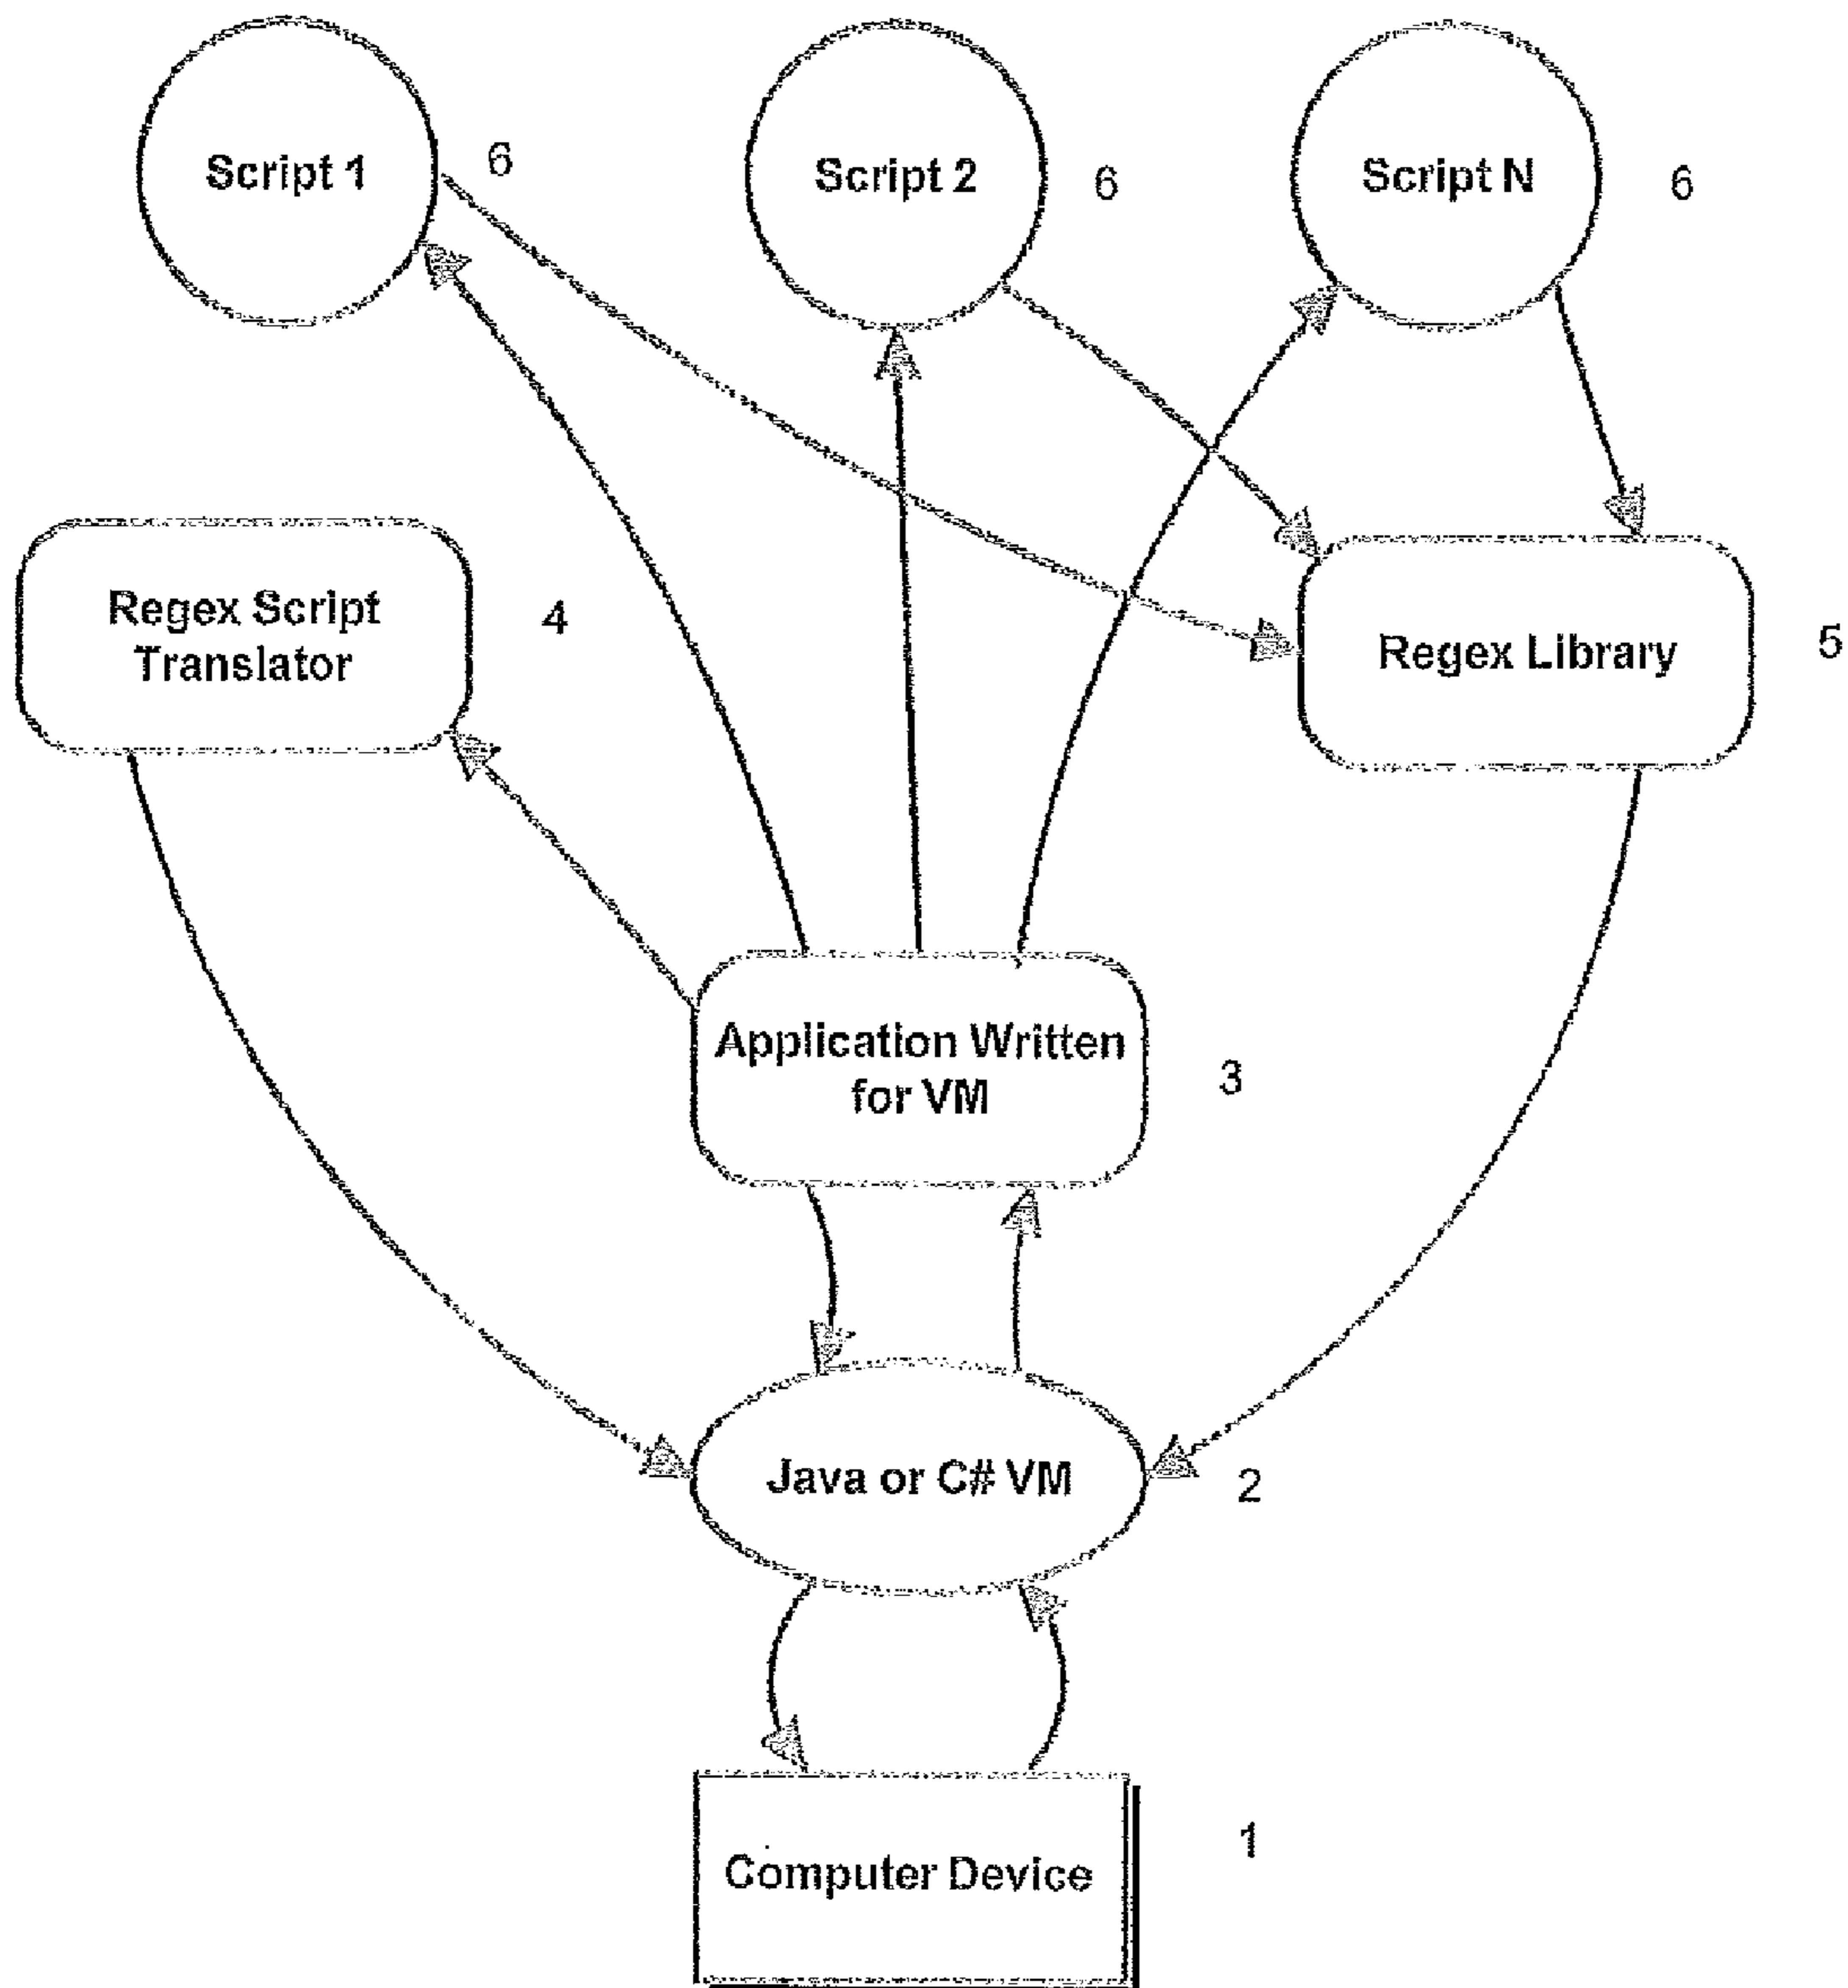 Script 1
6
Script 2
6
Script N
6
Regex Script
Translator
4
Regex Library
5
Application Written
for VM
3
Java or C# VM
2
Computer Device
1